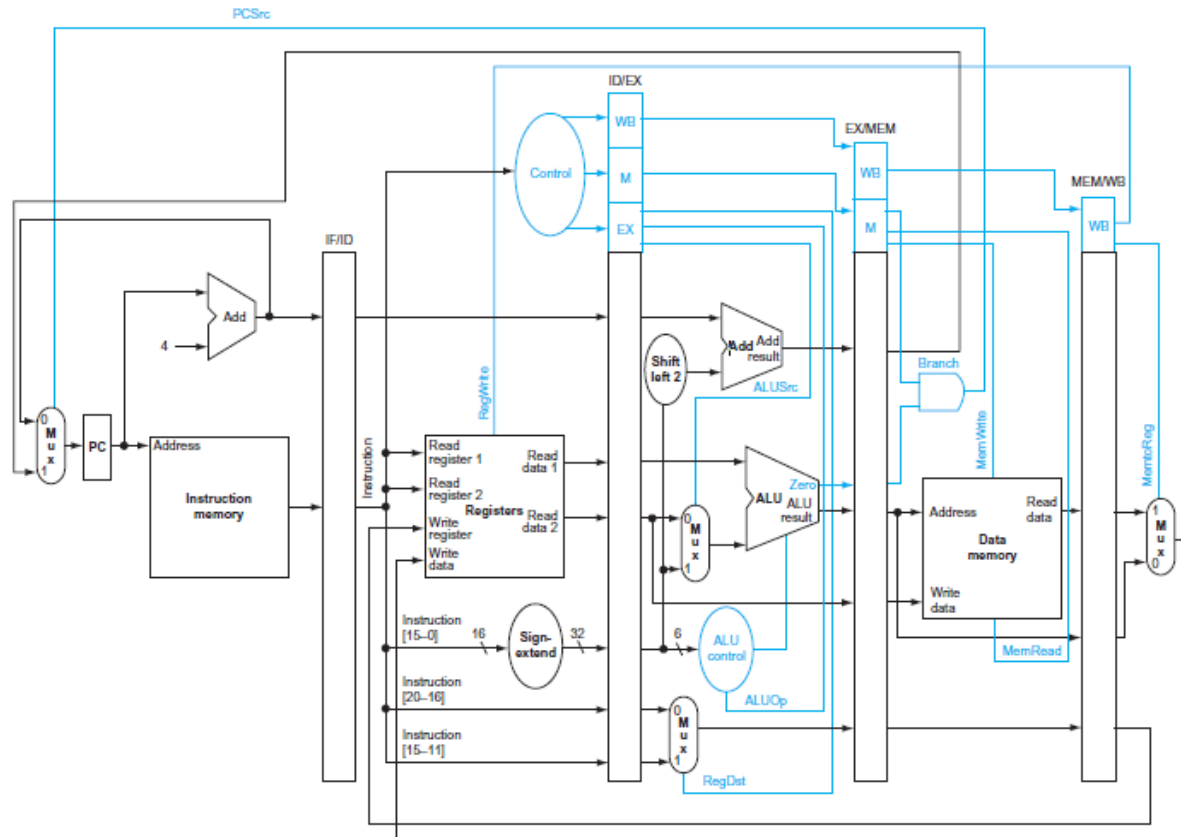 PCSrc
ID/EX
WB
EX/MEM
Control
M
WB
MEM/WB
EX
M
WB
IF/ID
Add
4
Add
Add
result
Shift
left 2
Branch
ALUSrc
RegWrite
MemWrite
MemtoReg
0
M
u
x
1
PC
Address
Instruction
memory
Instruction
Read
register 1
Read
register 2
Write
register
Write
data
Registers
Read
data 1
Read
data 2
0
M
u
x
1
Zero
ALU
ALU
result
Address
Read
data
Data
memory
Write
data
1
M
u
x
0
MemRead
Instruction
[15–0]
16
Sign-
extend
32
6
ALU
control
ALUOp
Instruction
[20–16]
Instruction
[15–11]
0
M
u
x
1
RegDst